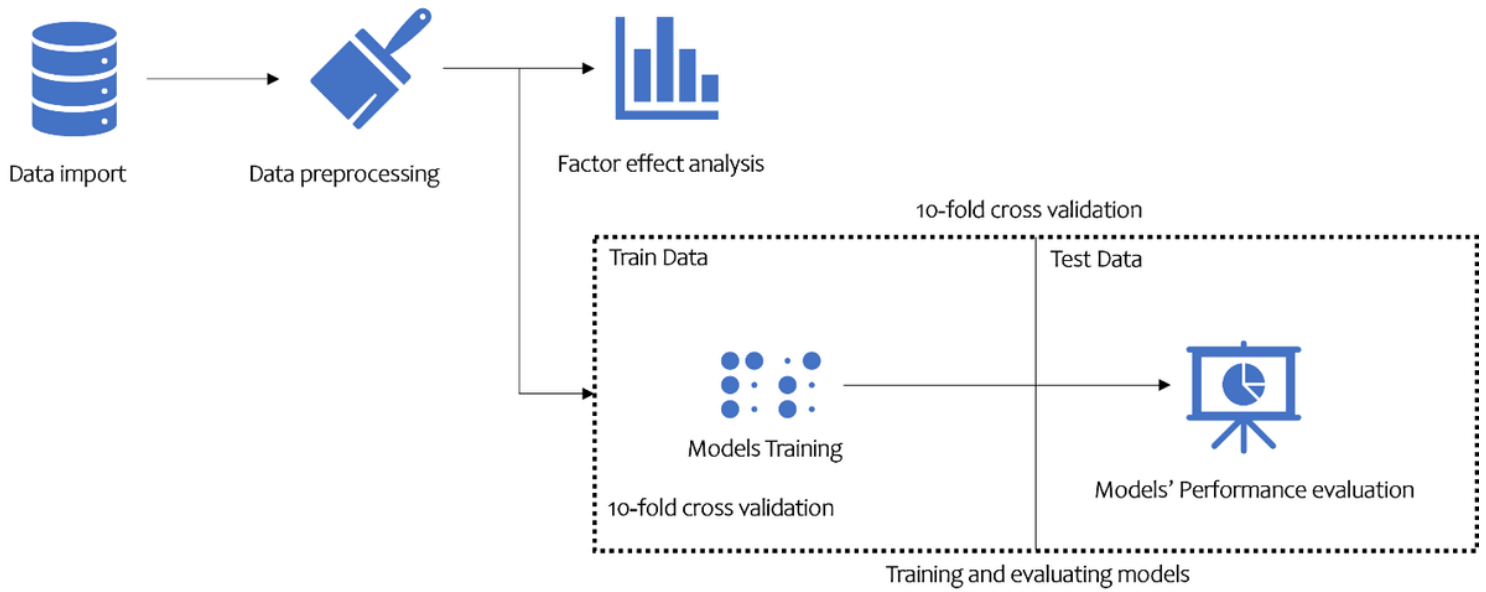 Data import
Data preprocessing
Factor effect analysis
10-fold cross validation
Train Data
Test Data
Models Training
Models’ Performance evaluation
10-fold cross validation
Training and evaluating models